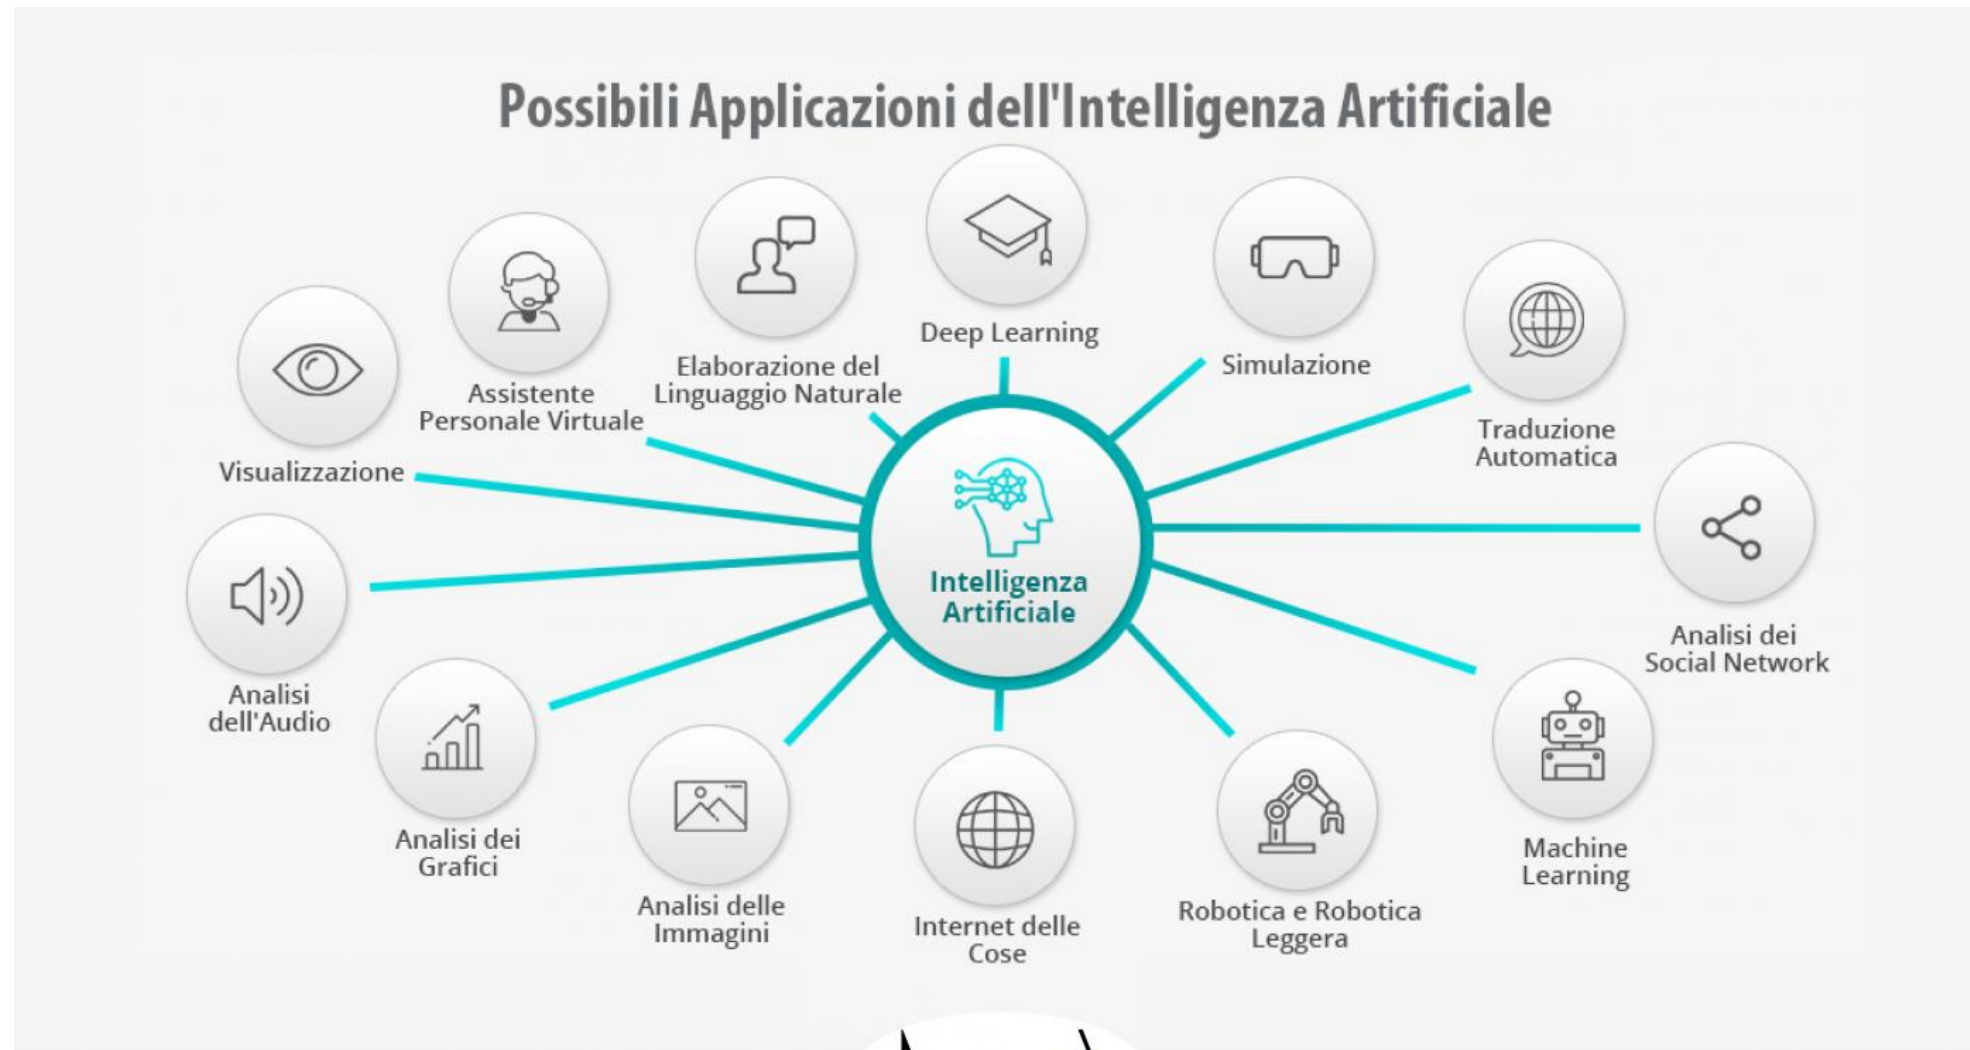 Possibili Applicazioni dell'Intelligenza Artificiale
Deep Learning
Elaborazione del
Linguaggio Naturale
Simulazione
Assistente
Personale Virtuale
Traduzione
Automatica
Visualizzazione
Intelligenza
Artificiale
Analisi dei
Social Network
Analisi
dell'Audio
Analisi dei
Grafici
Machine
Learning
Analisi delle
Immagini
Internet delle
Cose
Robotica e Robotica
Leggera